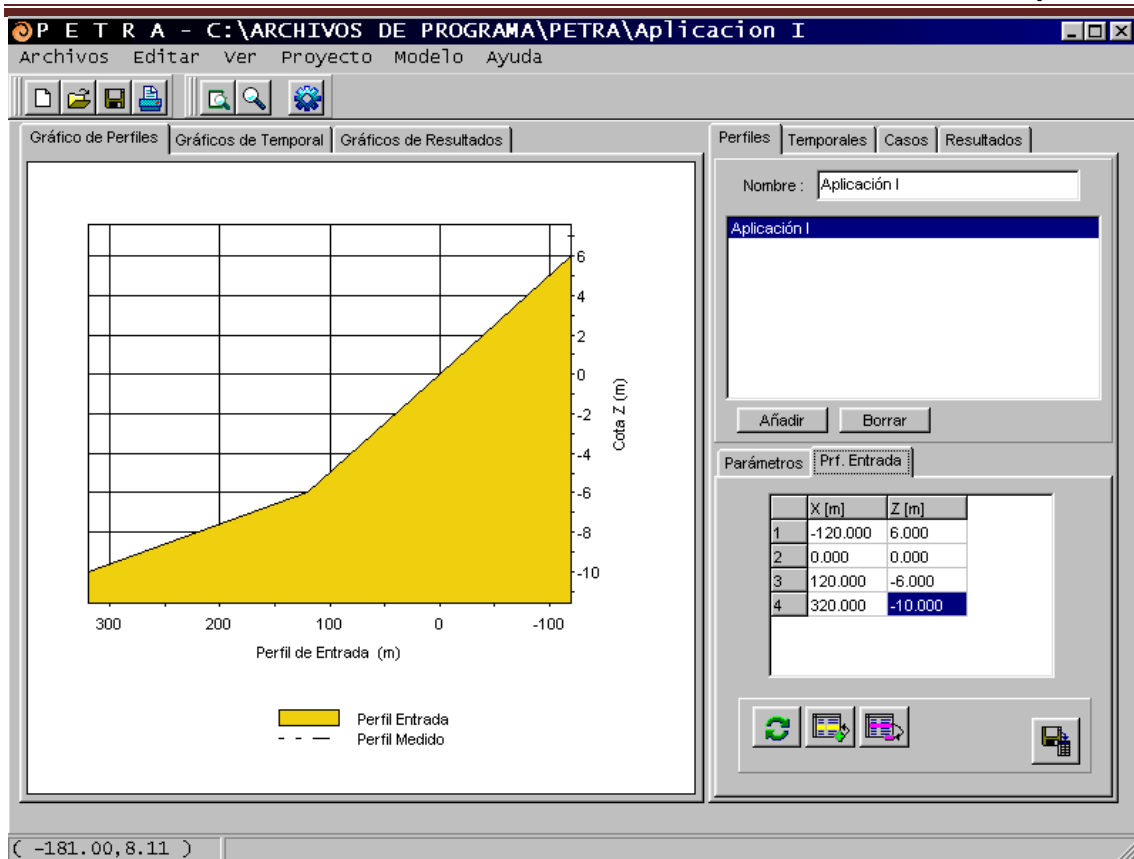 P E T R A - C:\ARCHIVOS DE PROGRAMA\PETRA\Aplicacion I
Archivos Editar Ver Proyecto Modelo Ayuda
Gráfico de Perfiles Gráficos de Temporal Gráficos de Resultados
Perfiles Temporales Casos Resultados
Nombre : Aplicación I
Aplicación I
6
4
2
0
-2
-4
-6
-8
-10
Cota Z (m)
300 200 100 0 -100
Perfil de Entrada (m)
Perfil Entrada
Perfil Medido
Añadir Borrar
Parámetros Prf. Entrada
X [m] Z [m]
1 -120.000 6.000
2 0.000 0.000
3 120.000 -6.000
4 320.000 -10.000
( -181.00,8.11 )